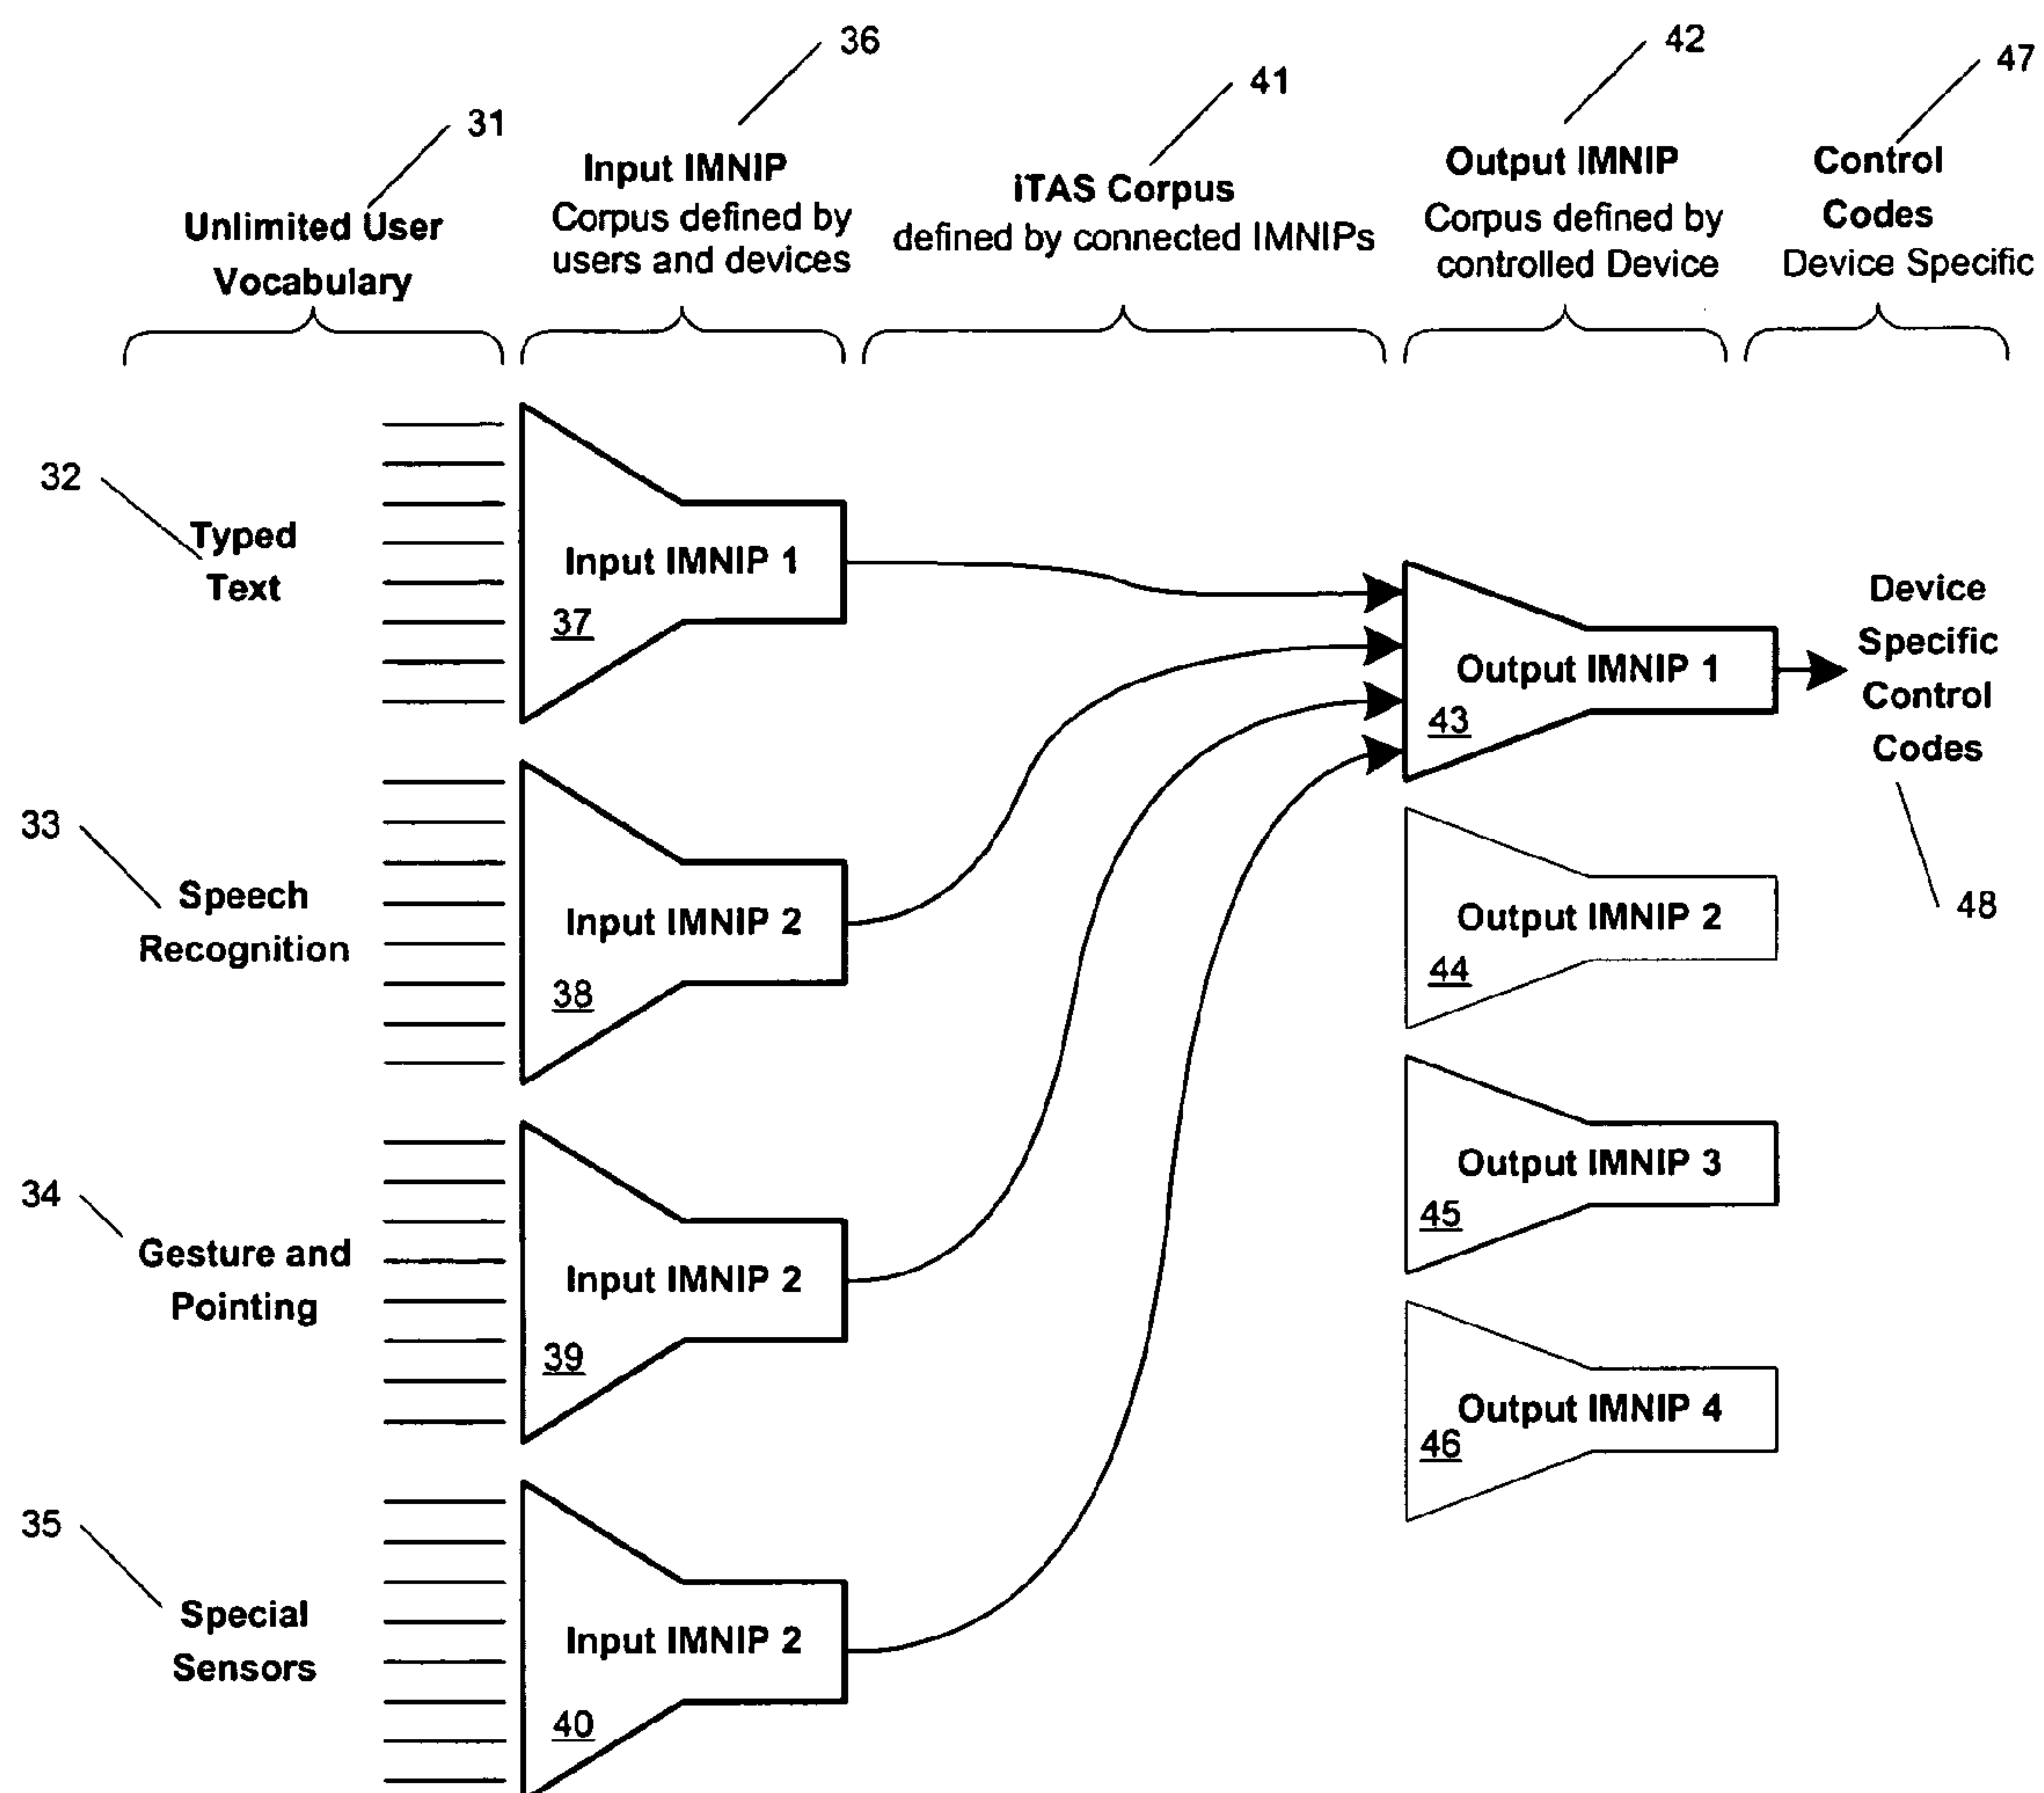 36
42
47
41
31
Input IMNIP
Corpus defined by
users and devices
iTAS Corpus
defined by connected IMNIPs
Output IMNIP
Corpus defined by
controlled Device
Control
Codes
Device Specific
Unlimited User
Vocabulary
32
Typed
Text
Input IMNIP 1
37
Output IMNIP 1
43
Device
Specific
Control
Codes
33
Speech
Recognition
Input IMNIP 2
38
Output IMNIP 2
44
48
34
Gesture and
Pointing
Input IMNIP 2
39
Output IMNIP 3
45
Output IMNIP 4
46
35
Special
Sensors
Input IMNIP 2
40